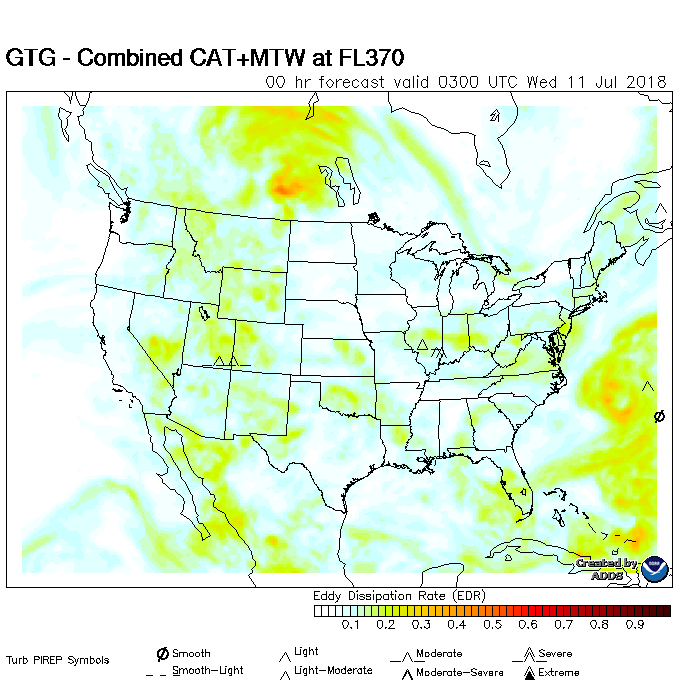 GTG - Combined CAT+MTW at FL370
00 hr forecast valid 0300 UTC Wed 11 Jul 2018
Created by
ADDS
Eddy Dissipation Rate (EDR)
0.1 0.2 0.3 0.4 0.5 0.6 0.7 0.8 0.9
Turb PIREP Symbols
Smooth Light Moderate Severe
Smooth-Light Light-Moderate Moderate-Severe Extreme